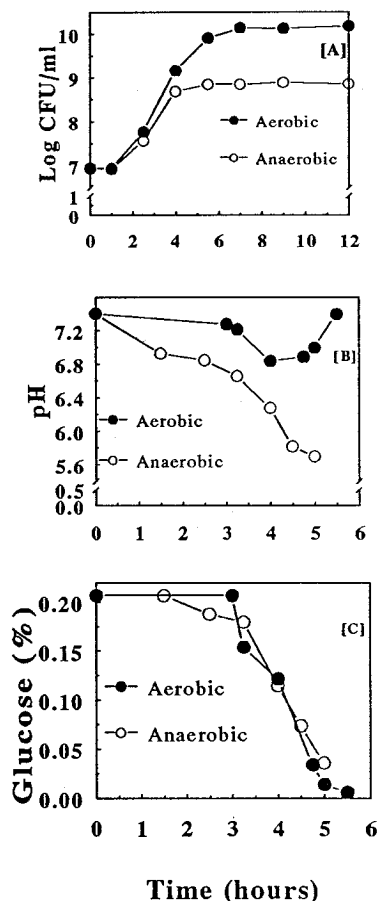 Log CFU/ml
10
9
8
7
1
0
[A]
Aerobic
Anaerobic
0 2 4 6 8 10 12
pH
7.2
6.8
6.4
6.0
5.6
0.5
0.0
[B]
Aerobic
Anaerobic
0 1 2 3 4 5 6
Glucose (%)
0.20
0.15
0.10
0.05
0.00
[C]
Aerobic
Anaerobic
0 1 2 3 4 5 6
Time (hours)